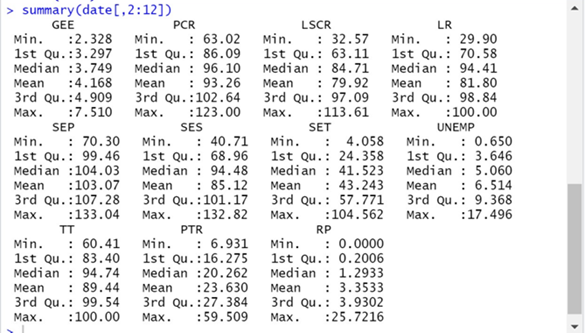 > summary(date[,2:12])
GEE PCR LSCR LR
Min. :2.328 Min. : 63.02 Min. : 32.57 Min. : 29.90
1st Qu.:3.297 1st Qu.: 86.09 1st Qu.: 63.11 1st Qu.: 70.58
Median :3.749 Median : 96.10 Median : 84.71 Median : 94.41
Mean :4.168 Mean : 93.26 Mean : 79.92 Mean : 81.80
3rd Qu.:4.909 3rd Qu.:102.64 3rd Qu.: 97.09 3rd Qu.: 98.84
Max. :7.510 Max. :123.00 Max. :113.61 Max. :100.00
SEP SES SET UNEMP
Min. : 70.30 Min. : 40.71 Min. : 4.058 Min. : 0.650
1st Qu.: 99.46 1st Qu.: 68.96 1st Qu.: 24.358 1st Qu.: 3.646
Median :104.03 Median : 94.48 Median : 41.523 Median : 5.060
Mean :103.07 Mean : 85.12 Mean : 43.243 Mean : 6.514
3rd Qu.:107.28 3rd Qu.:101.17 3rd Qu.: 57.771 3rd Qu.: 9.368
Max. :133.04 Max. :132.82 Max. :104.562 Max. :17.496
TT PTR RP
Min. : 60.41 Min. : 6.931 Min. : 0.0000
1st Qu.: 83.40 1st Qu.:16.275 1st Qu.: 0.2006
Median : 94.74 Median :20.262 Median : 1.2933
Mean : 89.44 Mean :23.630 Mean : 3.3533
3rd Qu.: 99.54 3rd Qu.:27.384 3rd Qu.: 3.9302
Max. :100.00 Max. :59.509 Max. :25.7216
>